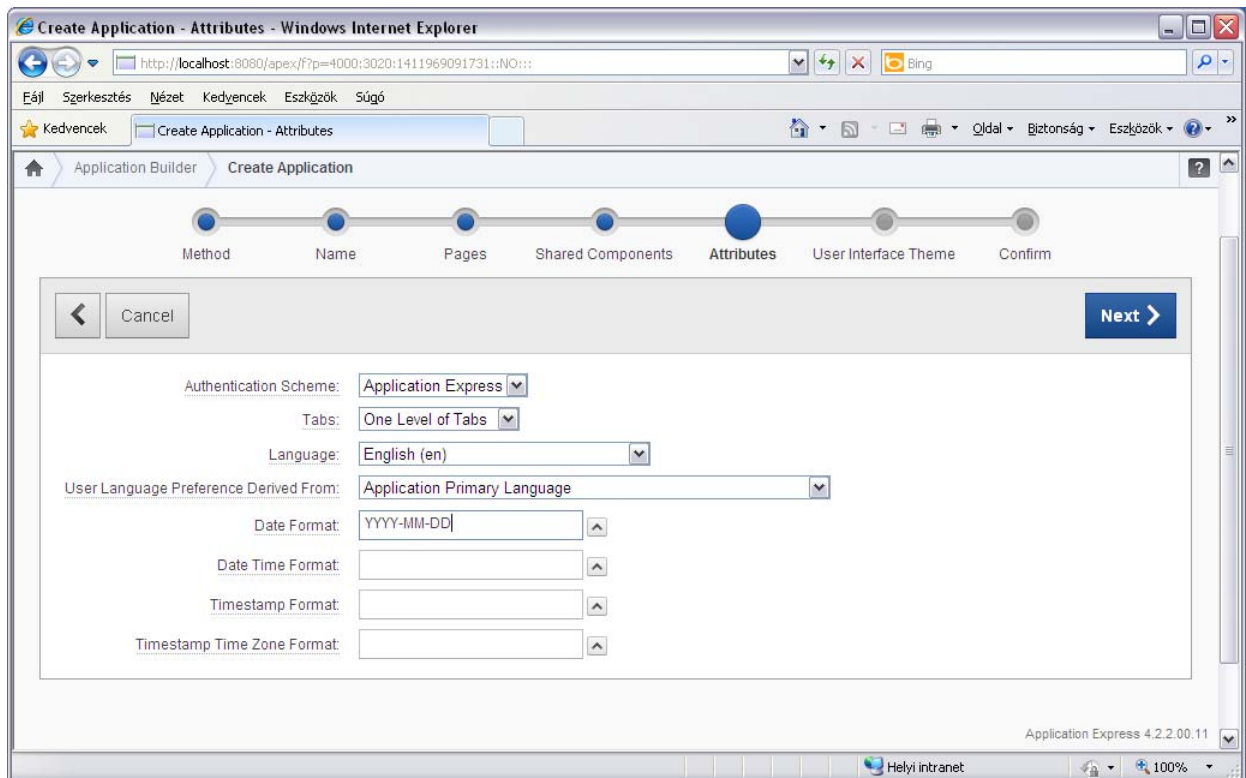 Create Application - Attributes - Windows Internet Explorer
http://localhost:8080/apex/f?p=4000:3020:1411969091731::NO:::
Bing
Fájl Szerkesztés Nézet Kedvencek Eszközök Súgó
Kedvencek Create Application - Attributes Oldal Biztonság Eszközök »
Application Builder Create Application ?
Method Name Pages Shared Components Attributes User Interface Theme Confirm
Cancel Next
Authentication Scheme: Application Express
Tabs: One Level of Tabs
Language: English (en)
User Language Preference Derived From: Application Primary Language
Date Format: YYYY-MM-DD
Date Time Format:
Timestamp Format:
Timestamp Time Zone Format:
Application Express 4.2.2.00.11
Helyi intranet 100%